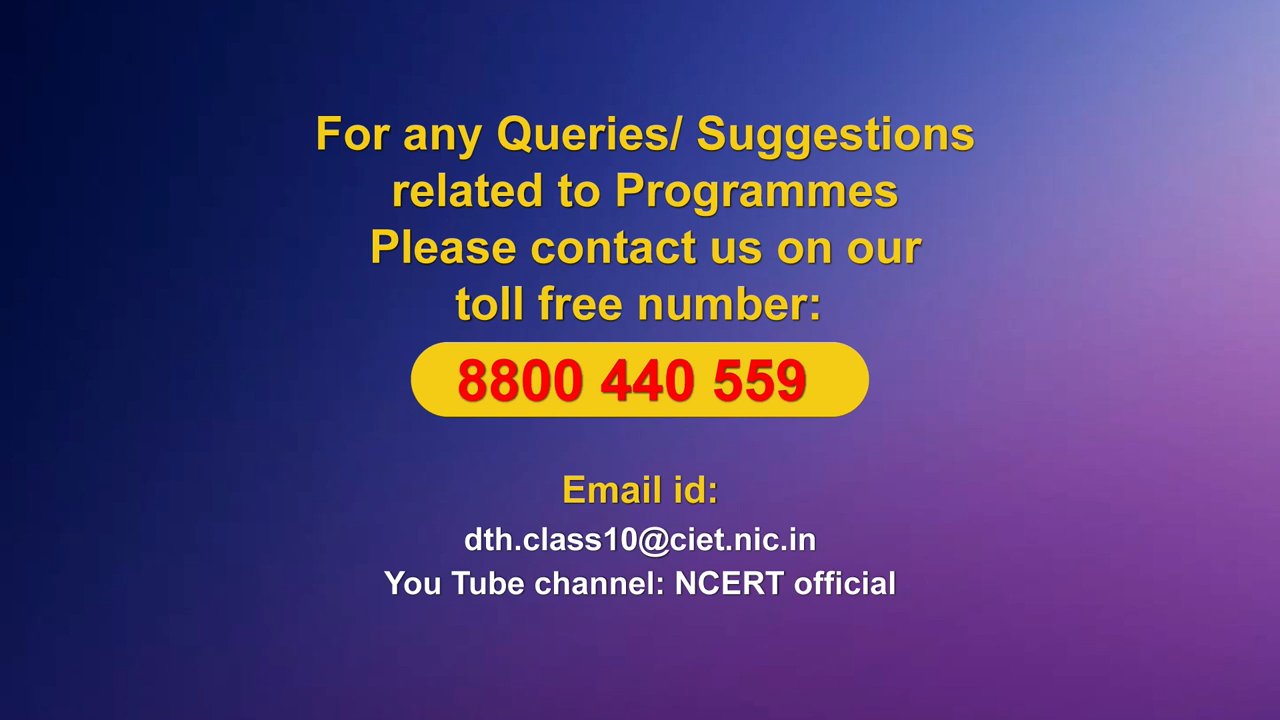 For any Queries/ Suggestions
related to Programmes
Please contact us on our
toll free number:
8800 440 559
Email id:
dth.class10@ciet.nic.in
You Tube channel: NCERT official